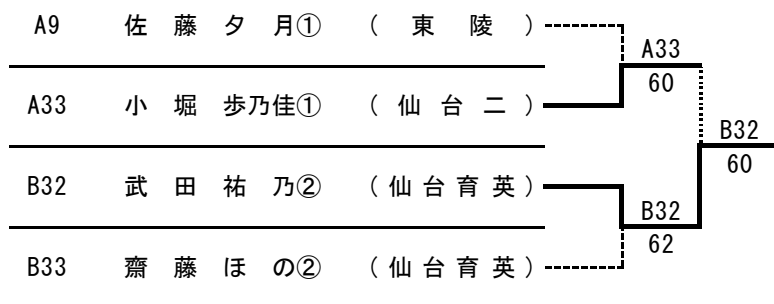 A9 佐藤夕月① (東陵)
A33
60
A33 小堀歩乃佳① (仙台二)
B32
60
B32 武田祐乃② (仙台育英)
B32
62
B33 齋藤ほの② (仙台育英)